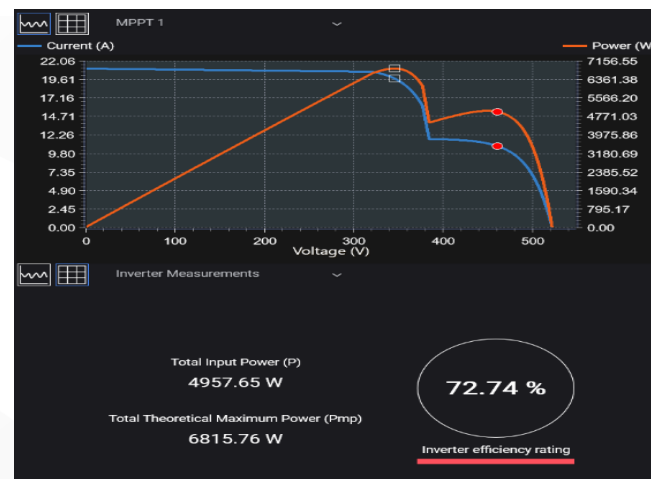 MPPT 1
Current (A)
Power (W
22.06
7156.55
19.61
6361.38
17.16
5566.20
14.71
4771.03
12.26
3975.86
9.80
3180.69
7.35
2385.52
4.90
1590.34
2.45
795.17
0.00
0.00
0 100 200 300 400 500
Voltage (V)
Inverter Measurements
Total Input Power (P)
4957.65 W
72.74 %
Total Theoretical Maximum Power (Pmp)
6815.76 W
Inverter efficiency rating